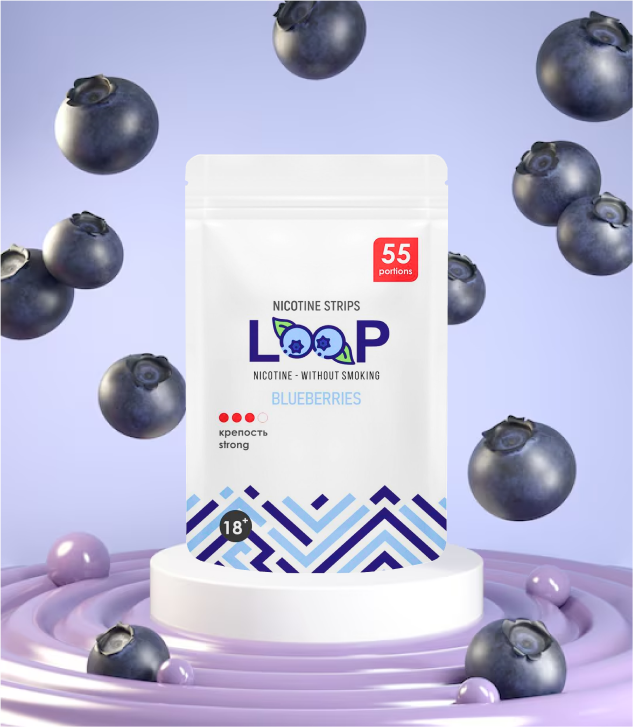 55
portions
NICOTINE STRIPS
LOOP
NICOTINE - WITHOUT SMOKING
BLUEBERRIES
крепость
strong
18+